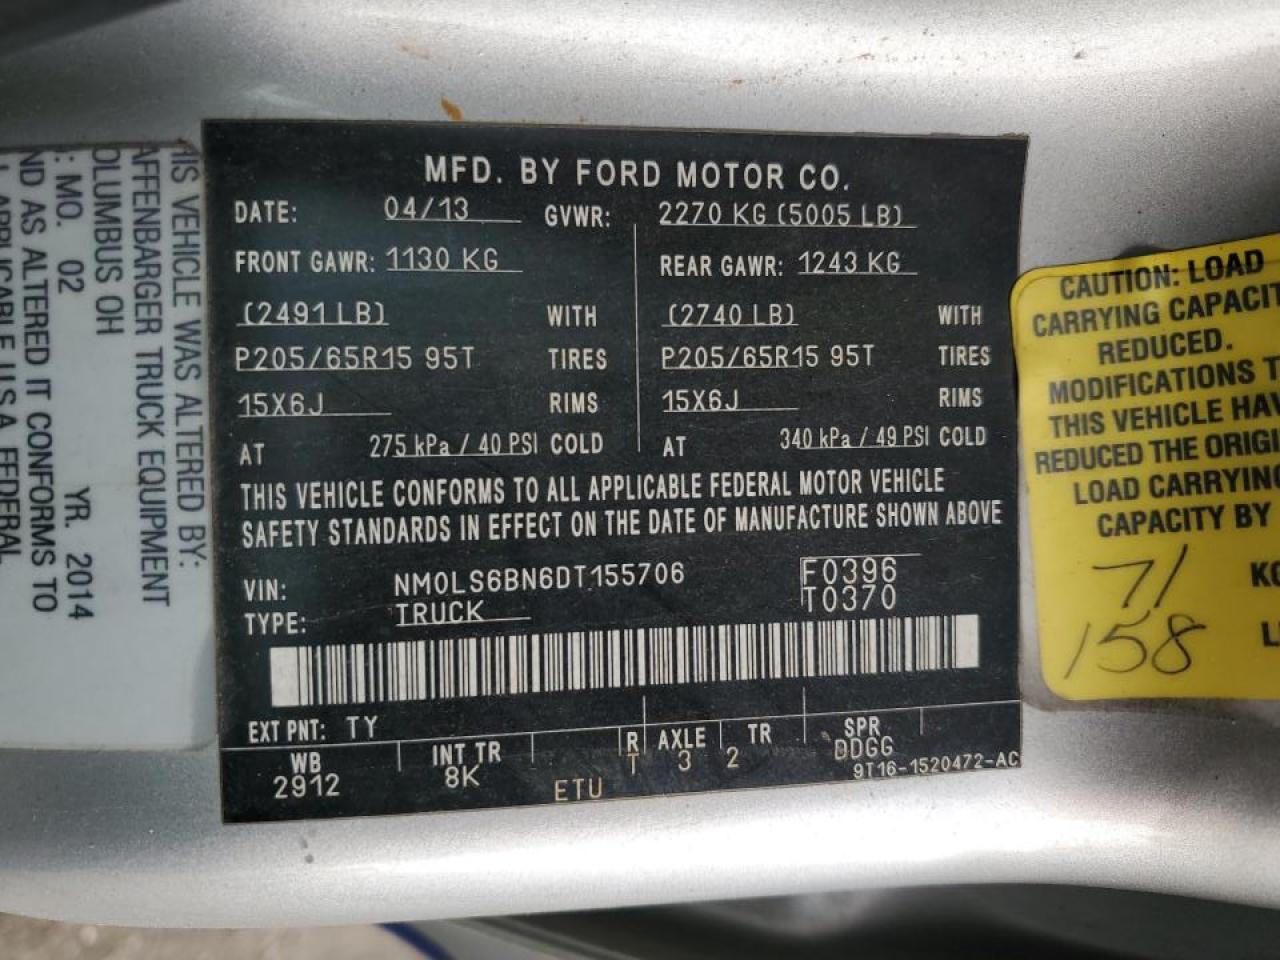 MFD. BY FORD MOTOR CO.
DATE: 04/13 GVWR: 2270 KG (5005 LB)
FRONT GAWR: 1130 KG REAR GAWR: 1243 KG
(2491 LB) WITH (2740 LB) WITH
P205/65R15 95T TIRES P205/65R15 95T TIRES
15X6J RIMS 15X6J RIMS
AT 275 kPa / 40 PSI COLD AT 340 kPa / 49 PSI COLD
THIS VEHICLE CONFORMS TO ALL APPLICABLE FEDERAL MOTOR VEHICLE
SAFETY STANDARDS IN EFFECT ON THE DATE OF MANUFACTURE SHOWN ABOVE
VIN: NM0LS6BN6DT155706 F0396
TYPE: TRUCK T0370
EXT PNT: TY
WB INT TR R AXLE TR SPR
2912 8K T 3 2 DDGG
ETU 9T16-1520472-AC
HIS VEHICLE WAS ALTERED BY:
AFFENBARGER TRUCK EQUIPMENT
OLUMBUS OH
: MO. 02 YR. 2014
ND AS ALTERED IT CONFORMS TO
L APPLICABLE U.S.A FEDERAL
CAUTION: LOAD
CARRYING CAPACIT
REDUCED.
MODIFICATIONS T
THIS VEHICLE HAV
REDUCED THE ORIGI
LOAD CARRYING
CAPACITY BY
71 KG
158 L